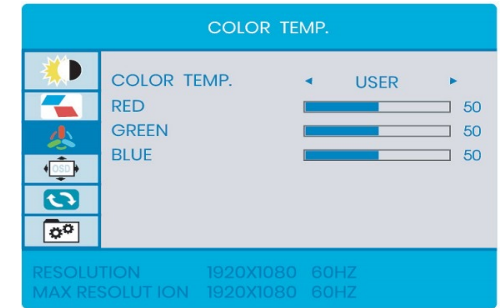 COLOR TEMP.
COLOR TEMP. ◄ USER ►
RED 50
GREEN 50
BLUE 50
OSD
RESOLUTION 1920X1080 60HZ
MAX RESOLUT ION 1920X1080 60HZ